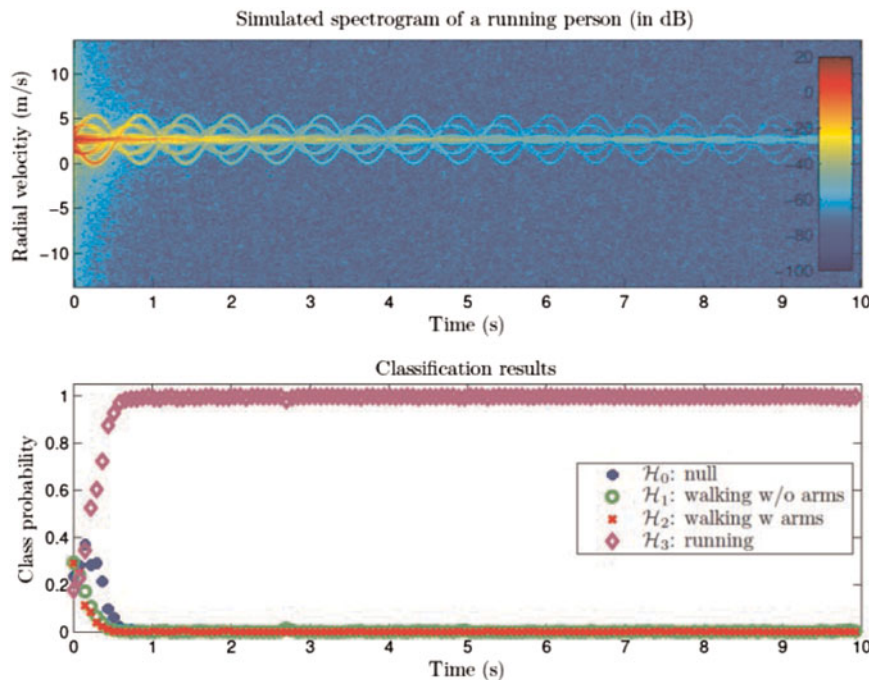 Simulated spectrogram of a running person (in dB)
Radial velocitiy (m/s)
10
5
0
−5
−10
20
0
−20
−40
−60
−80
−100
0 1 2 3 4 5 6 7 8 9 10
Time (s)
Classification results
Class probability
1
0.8
0.6
0.4
0.2
0
H0: null
H1: walking w/o arms
H2: walking w arms
H3: running
0 1 2 3 4 5 6 7 8 9 10
Time (s)